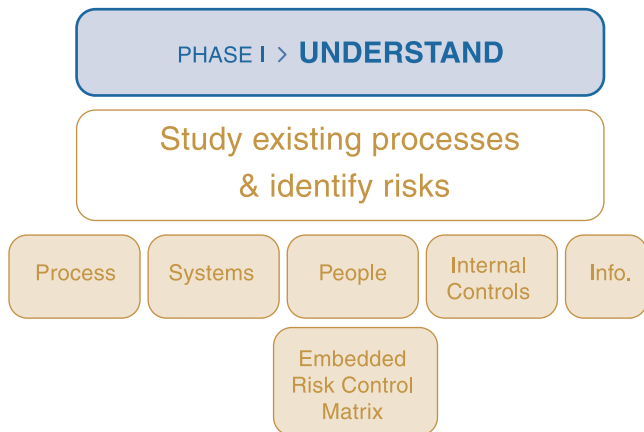 PHASE I > UNDERSTAND
Study existing processes
& identify risks
Process
Systems
People
Internal
Controls
Info.
Embedded
Risk Control
Matrix